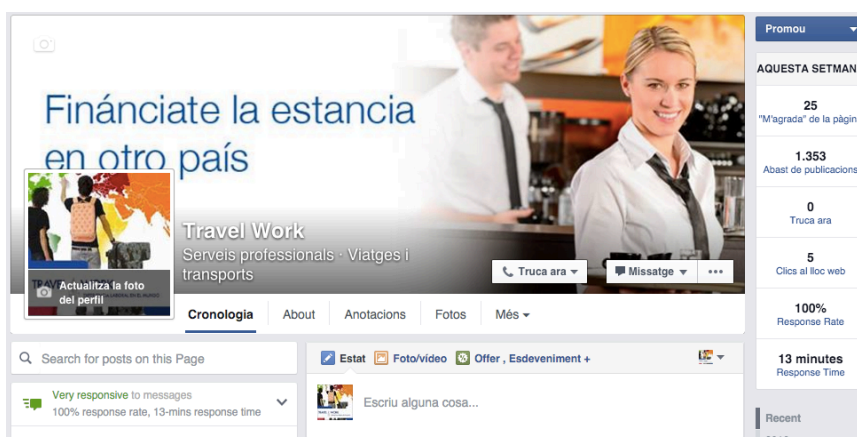 Promou
Finánciate la estancia
en otro país
Travel Work
Serveis professionals · Viatges i
transports
Actualitza la foto
del perfil
Truca ara
Missatge
Cronologia
About
Anotacions
Fotos
Més
AQUESTA SETMAN
25
"M'agrada" de la pàgin
1.353
Abast de publicacions
0
Truca ara
5
Clics al lloc web
100%
Response Rate
13 minutes
Response Time
Recent
Search for posts on this Page
Very responsive to messages
100% response rate, 13-mins response time
Estat
Foto/vídeo
Offer , Esdeveniment +
Escriu alguna cosa...